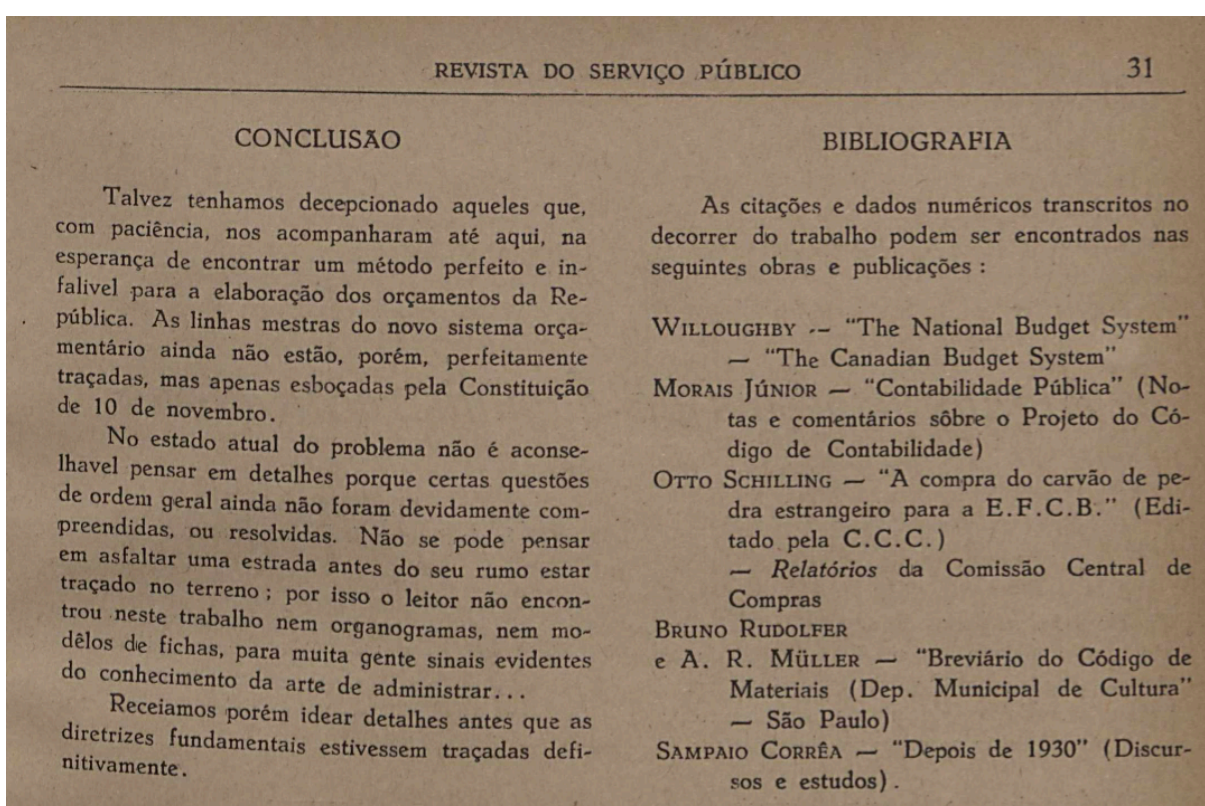 REVISTA DO SERVIÇO PÚBLICO 31
CONCLUSÃO
Talvez tenhamos decepcionado aqueles que,
com paciência, nos acompanharam até aqui, na
esperança de encontrar um método perfeito e in-
falivel para a elaboração dos orçamentos da Re-
pública. As linhas mestras do novo sistema orça-
mentário ainda não estão, porém, perfeitamente
traçadas, mas apenas esboçadas pela Constituição
de 10 de novembro.
No estado atual do problema não é aconse-
lhavel pensar em detalhes porque certas questões
de ordem geral ainda não foram devidamente com-
preendidas, ou resolvidas. Não se pode pensar
em asfaltar uma estrada antes do seu rumo estar
traçado no terreno; por isso o leitor não encon-
trou neste trabalho nem organogramas, nem mo-
dêlos de fichas, para muita gente sinais evidentes
do conhecimento da arte de administrar...
Receiamos porém idear detalhes antes que as
diretrizes fundamentais estivessem traçadas defi-
nitivamente.
BIBLIOGRAFIA
As citações e dados numéricos transcritos no
decorrer do trabalho podem ser encontrados nas
seguintes obras e publicações :
WILLOUGHBY -- "The National Budget System"
— "The Canadian Budget System"
MORAIS JÚNIOR — "Contabilidade Pública" (No-
tas e comentários sôbre o Projeto do Có-
digo de Contabilidade)
OTTO SCHILLING — "A compra do carvão de pe-
dra estrangeiro para a E.F.C.B." (Edi-
tado pela C.C.C.)
— Relatórios da Comissão Central de
Compras
BRUNO RUDOLFER
e A. R. MÜLLER — "Breviário do Código de
Materiais (Dep. Municipal de Cultura"
— São Paulo)
SAMPAIO CORRÊA — "Depois de 1930" (Discur-
sos e estudos).